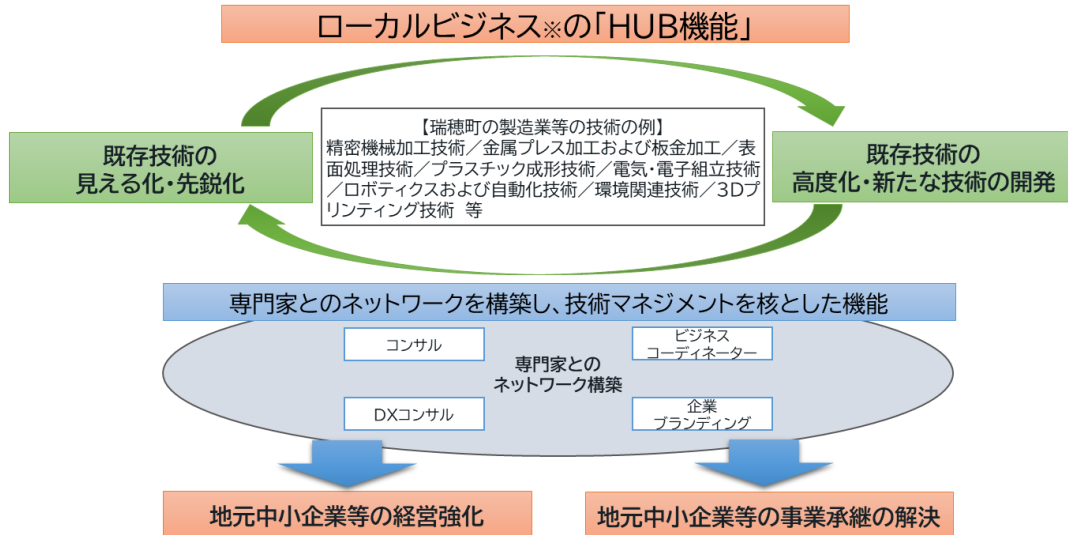 ローカルビジネス※の「HUB機能」
【瑞穂町の製造業等の技術の例】
精密機械加工技術／金属プレス加工および板金加工／表
面処理技術／プラスチック成形技術／電気・電子組立技術
／ロボティクスおよび自動化技術／環境関連技術／3Dプ
リンティング技術 等
既存技術の
見える化・先鋭化
既存技術の
高度化・新たな技術の開発
専門家とのネットワークを構築し、技術マネジメントを核とした機能
コンサル
ビジネス
コーディネーター
専門家との
ネットワーク構築
DXコンサル
企業
ブランディング
地元中小企業等の経営強化
地元中小企業等の事業承継の解決